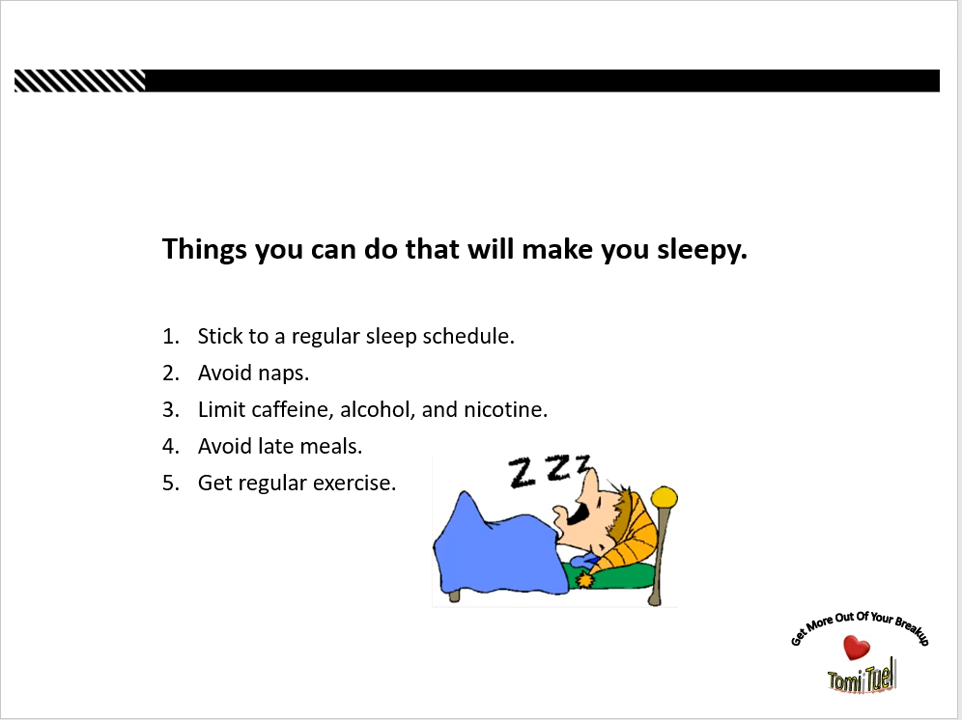 Things you can do that will make you sleepy.
1. Stick to a regular sleep schedule.
2. Avoid naps.
3. Limit caffeine, alcohol, and nicotine.
4. Avoid late meals.
5. Get regular exercise.
Z Z Z
Get More Out Of Your Breakup
Tomi Tuel